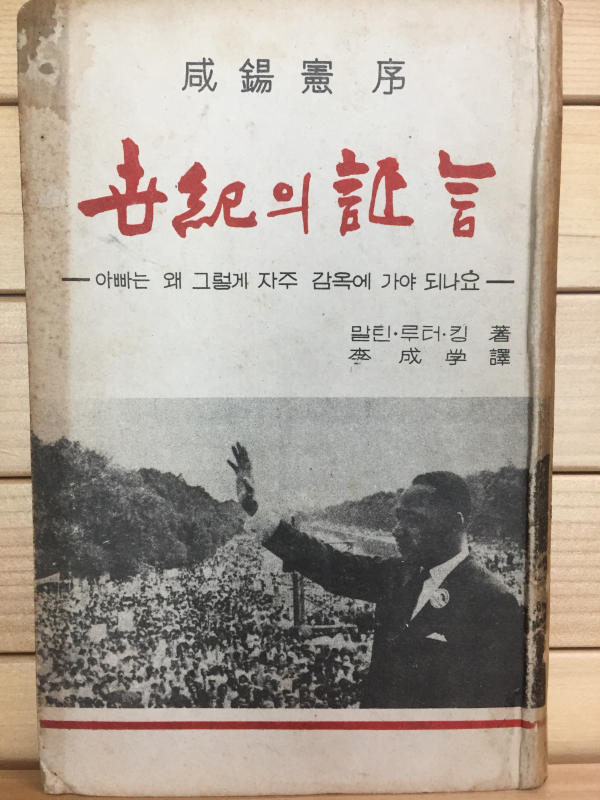 咸錫憲 序
世紀의 証言
— 아빠는 왜 그렇게 자주 감옥에 가야 되나요 —
말틴·루터·킹 著
李成学 譯